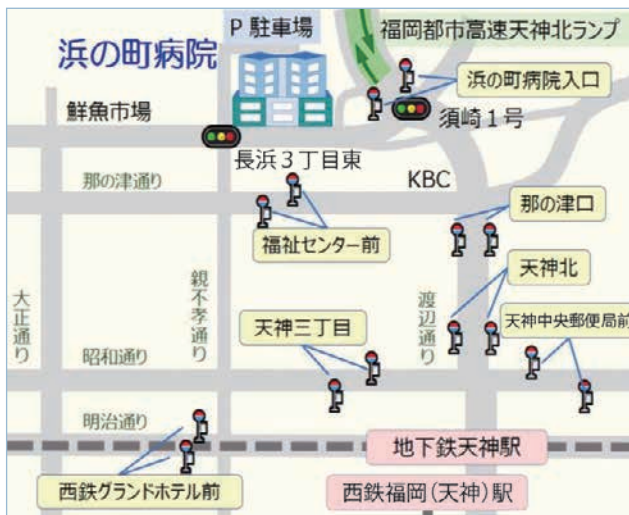 P 駐車場
福岡都市高速天神北ランプ
浜の町病院
浜の町病院入口
鮮魚市場
須崎1号
長浜3丁目東
那の津通り
KBC
那の津口
福祉センター前
天神北
大正通り
親不孝通り
渡辺通り
天神三丁目
天神中央郵便局前
昭和通り
明治通り
地下鉄天神駅
西鉄グランドホテル前
西鉄福岡(天神)駅